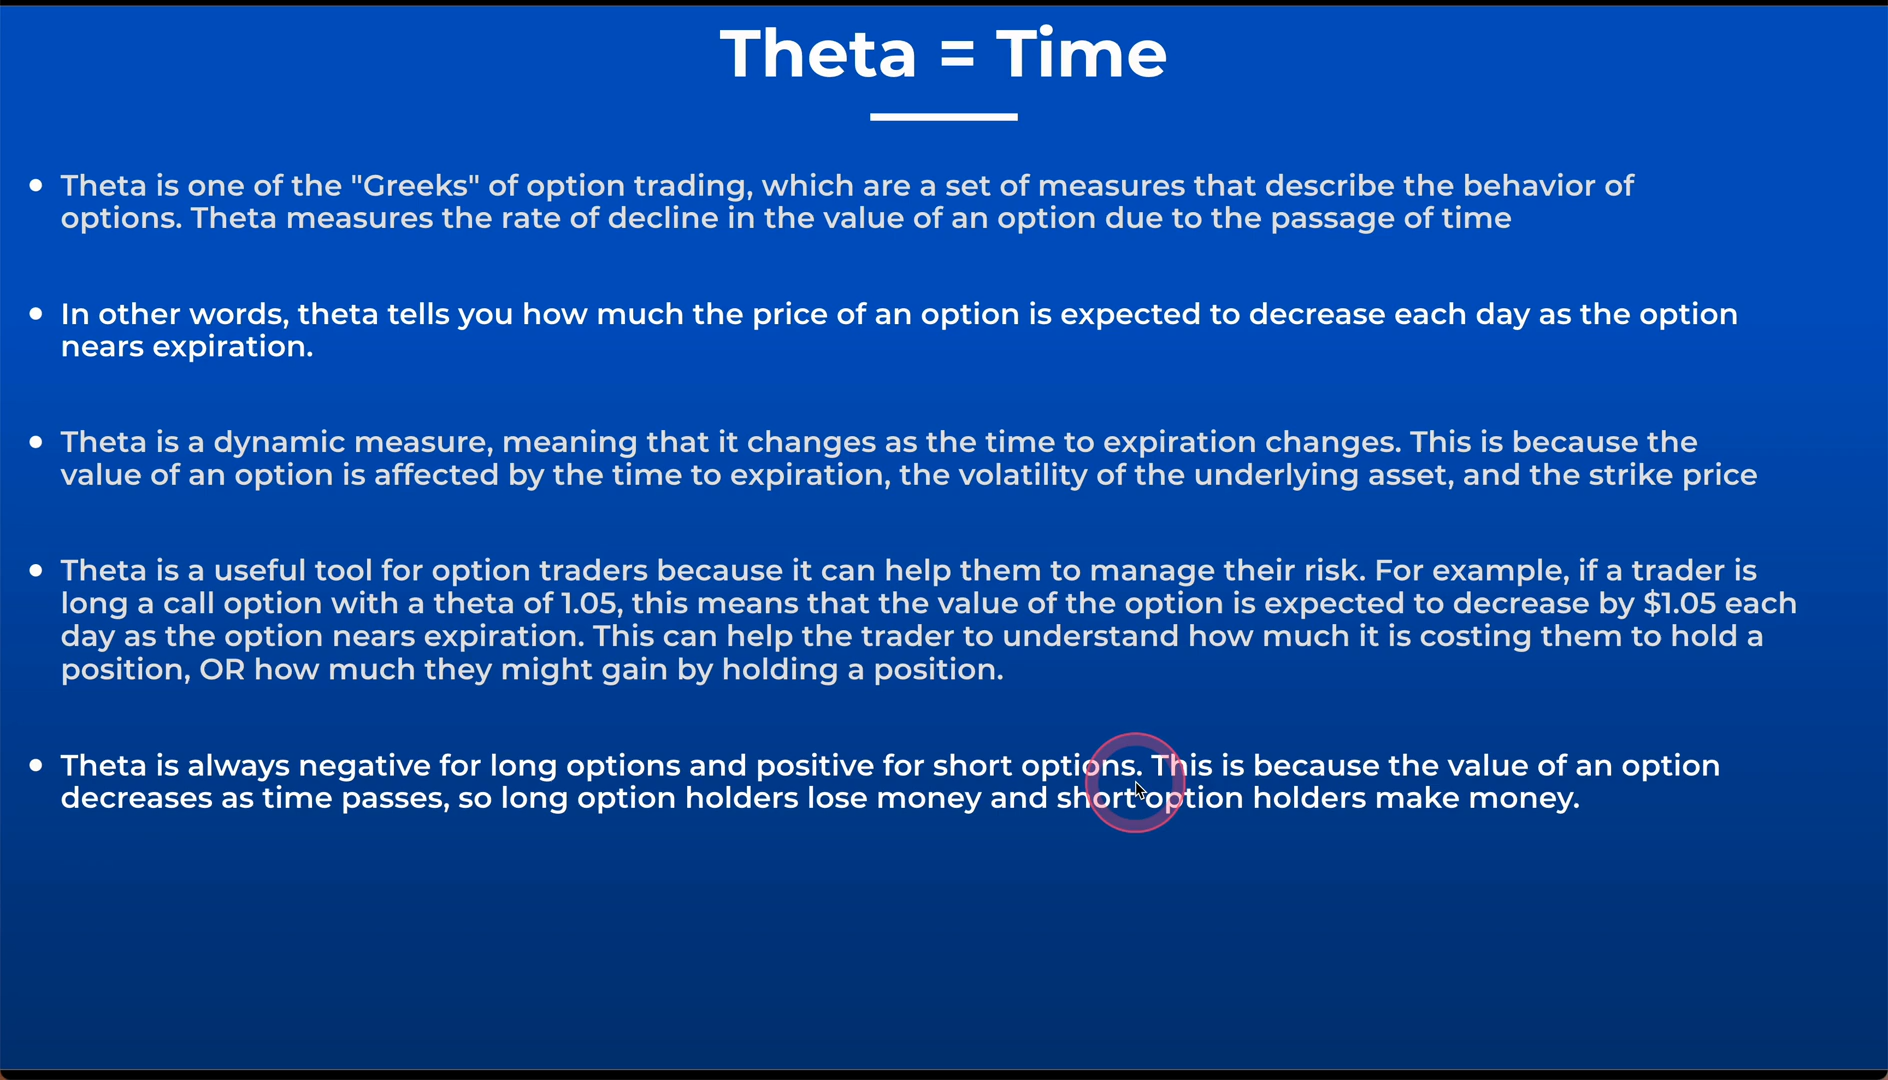 Theta = Time
• Theta is one of the "Greeks" of option trading, which are a set of measures that describe the behavior of
options. Theta measures the rate of decline in the value of an option due to the passage of time
• In other words, theta tells you how much the price of an option is expected to decrease each day as the option
nears expiration.
• Theta is a dynamic measure, meaning that it changes as the time to expiration changes. This is because the
value of an option is affected by the time to expiration, the volatility of the underlying asset, and the strike price
• Theta is a useful tool for option traders because it can help them to manage their risk. For example, if a trader is
long a call option with a theta of 1.05, this means that the value of the option is expected to decrease by $1.05 each
day as the option nears expiration. This can help the trader to understand how much it is costing them to hold a
position, OR how much they might gain by holding a position.
• Theta is always negative for long options and positive for short options. This is because the value of an option
decreases as time passes, so long option holders lose money and short option holders make money.